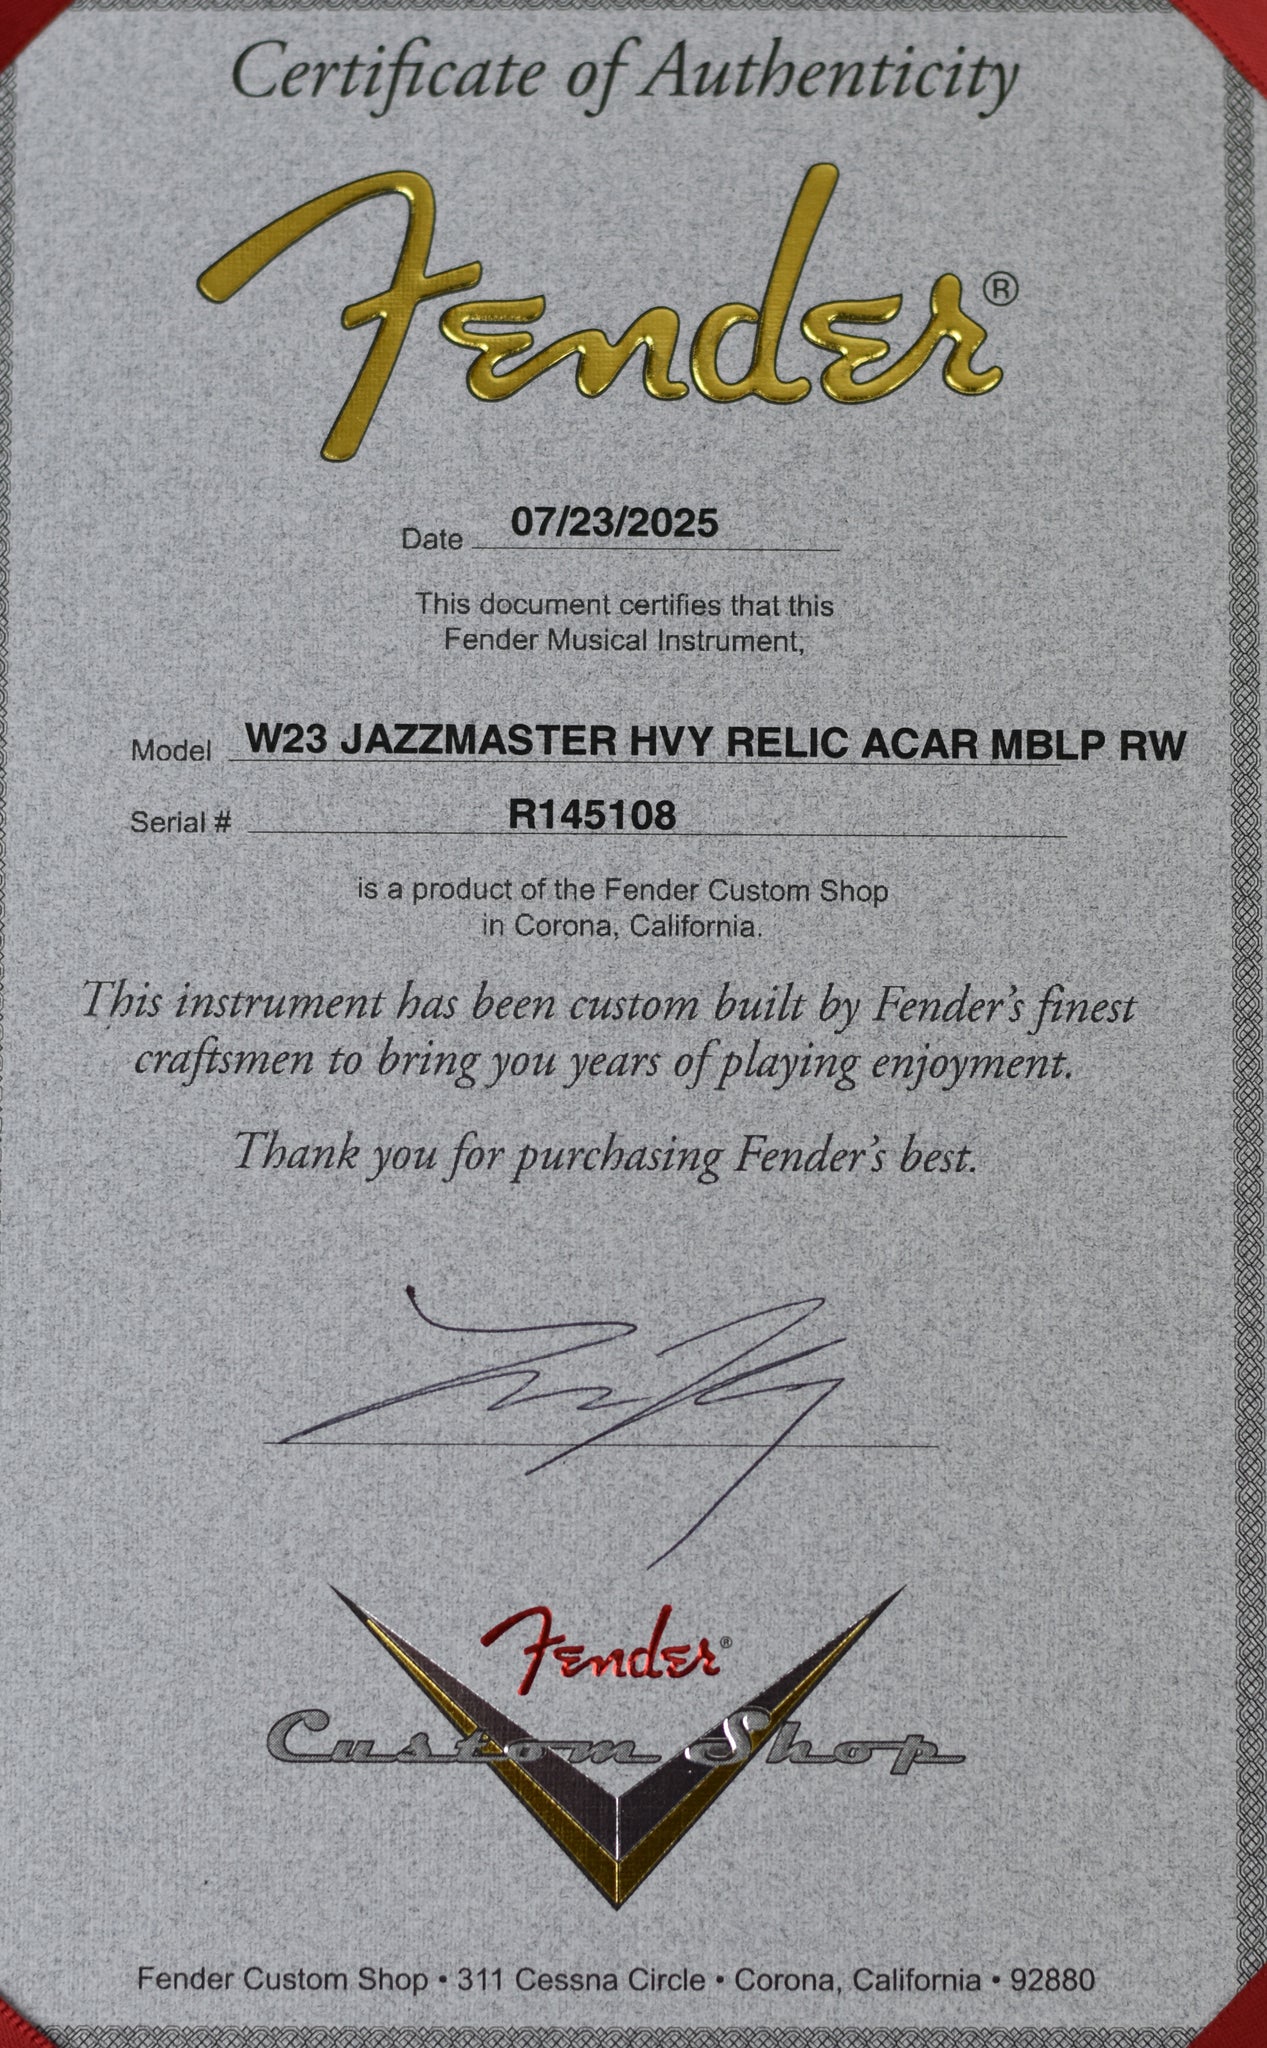 Certificate of Authenticity
Fender®
Date 07/23/2025
This document certifies that this
Fender Musical Instrument,
Model W23 JAZZMASTER HVY RELIC ACAR MBLP RW
Serial # R145108
is a product of the Fender Custom Shop
in Corona, California.
This instrument has been custom built by Fender's finest
craftsmen to bring you years of playing enjoyment.
Thank you for purchasing Fender's best.
Fender®
Custom Shop
Fender Custom Shop • 311 Cessna Circle • Corona, California • 92880